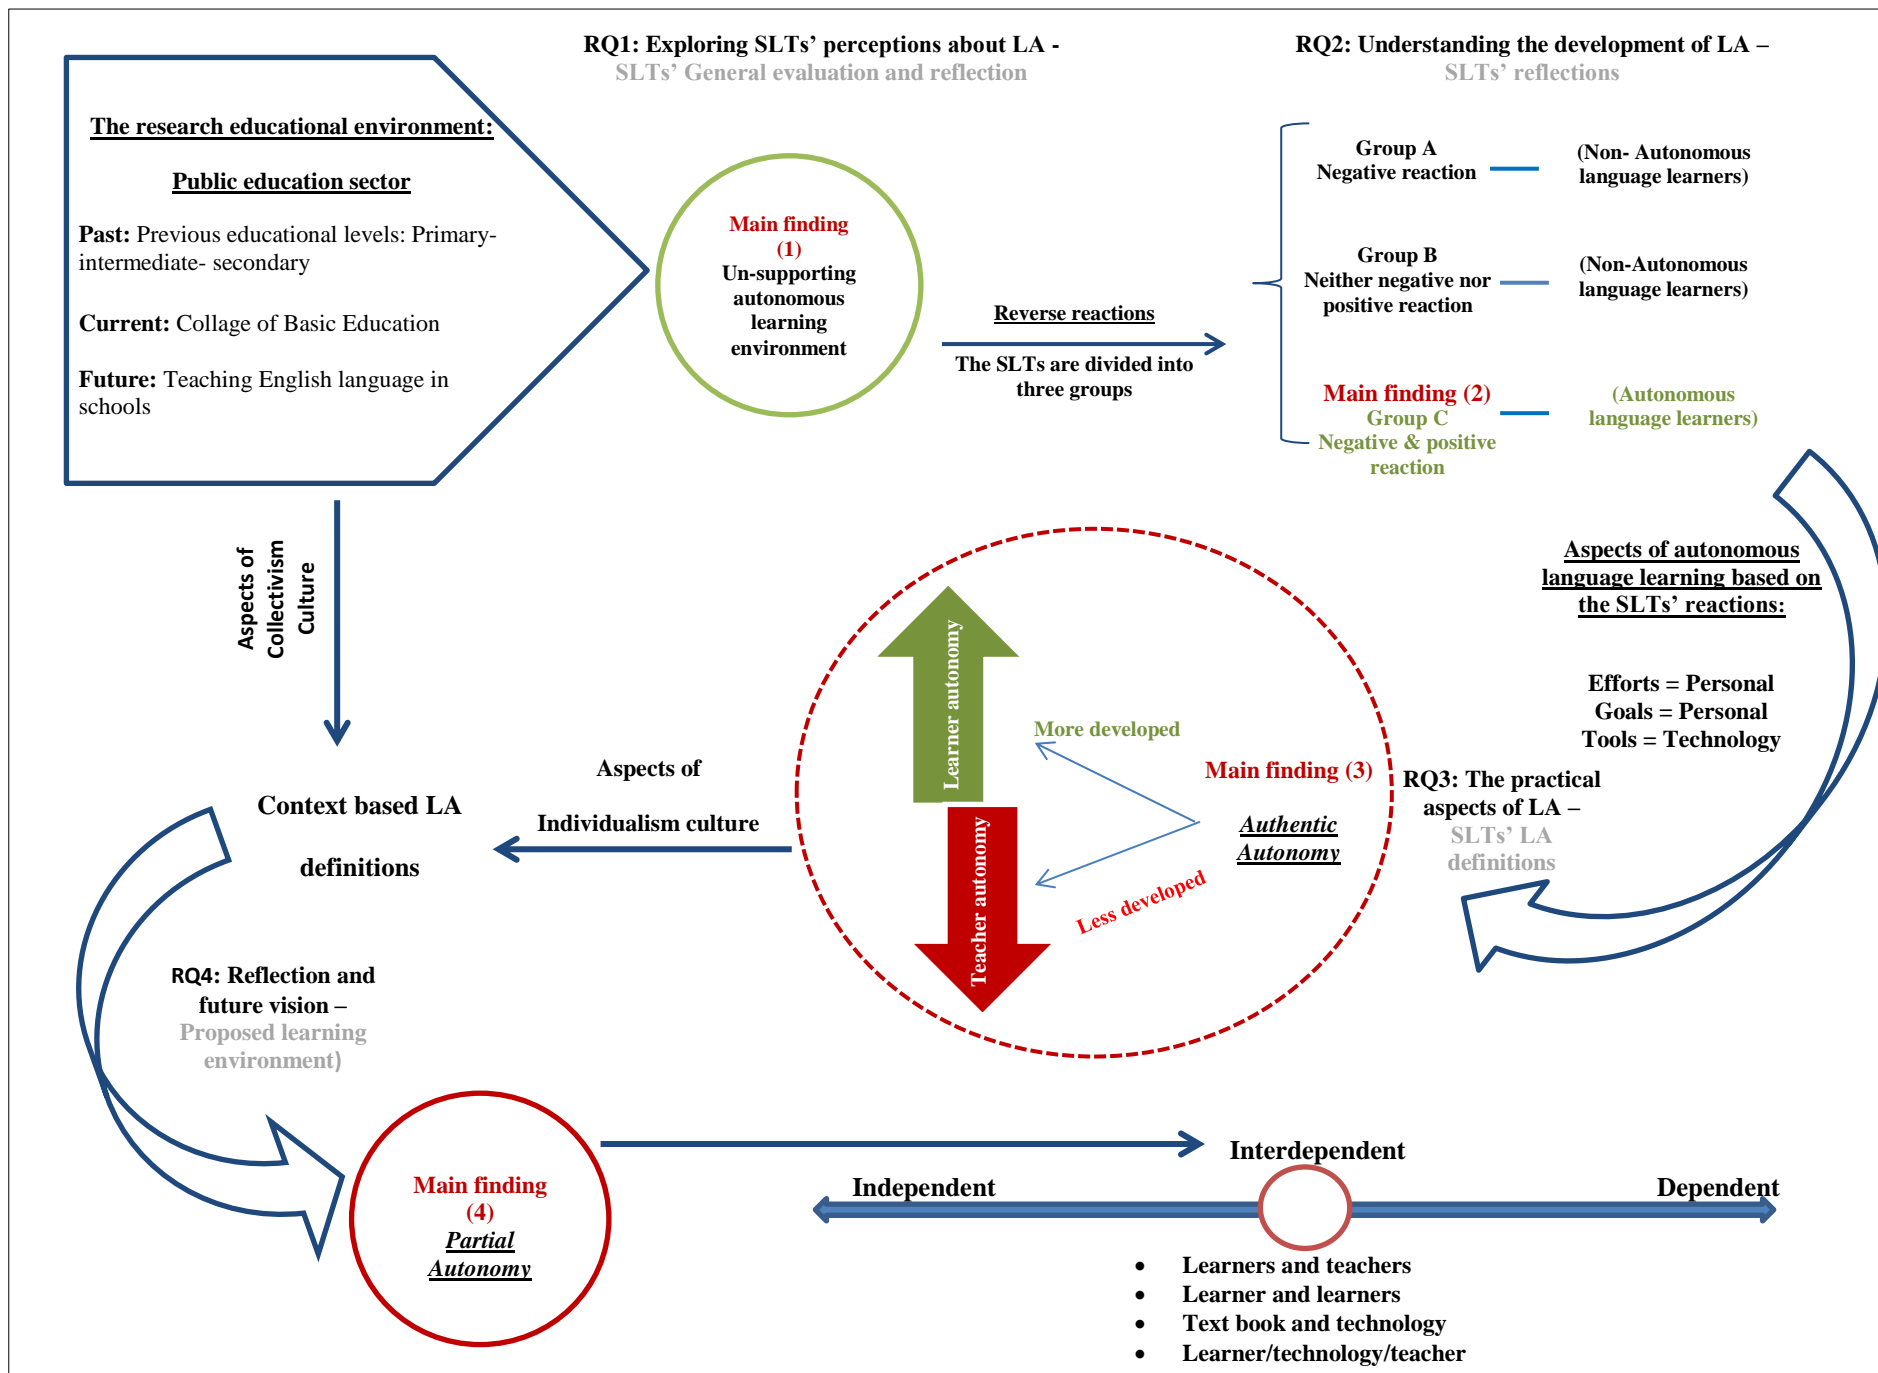 RQ1: Exploring SLTs' perceptions about LA -
SLTs' General evaluation and reflection
RQ2: Understanding the development of LA –
SLTs' reflections
The research educational environment:
Public education sector
Past: Previous educational levels: Primary-
intermediate- secondary
Current: Collage of Basic Education
Future: Teaching English language in
schools
Main finding
(1)
Un-supporting
autonomous
learning
environment
Reverse reactions
The SLTs are divided into
three groups
Group A
Negative reaction
(Non- Autonomous
language learners)
Group B
Neither negative nor
positive reaction
(Non-Autonomous
language learners)
Main finding (2)
Group C
Negative & positive
reaction
(Autonomous
language learners)
Aspects of autonomous
language learning based on
the SLTs' reactions:
Efforts = Personal
Goals = Personal
Tools = Technology
RQ3: The practical
aspects of LA –
SLTs' LA
definitions
Learner autonomy
Teacher autonomy
More developed
Less developed
Main finding (3)
Authentic
Autonomy
Aspects of
Individualism culture
Aspects of
Collectivism
Culture
Context based LA
definitions
RQ4: Reflection and
future vision –
Proposed learning
environment)
Main finding
(4)
Partial
Autonomy
Interdependent
Independent
Dependent
• Learners and teachers
• Learner and learners
• Text book and technology
• Learner/technology/teacher